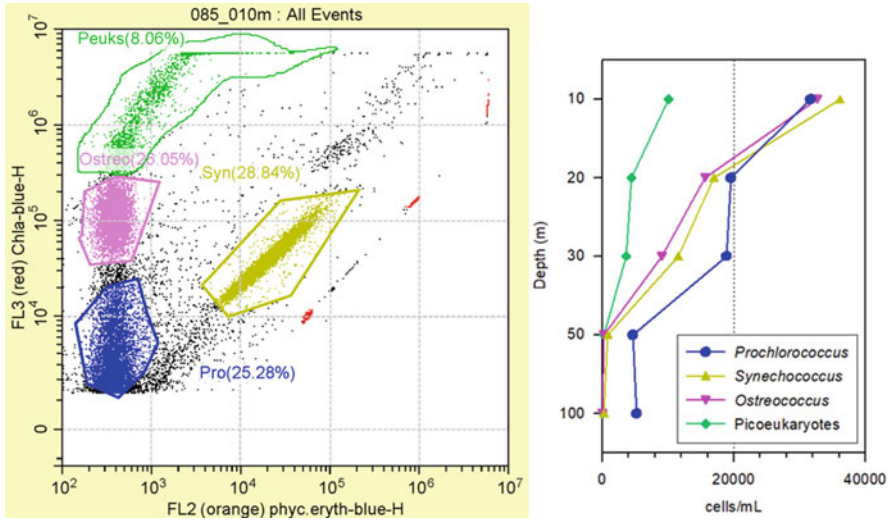 085_010m : All Events
Peuks(8.06%)
Ostreo(26.05%)
Syn(28.84%)
Pro(25.28%)
FL3 (red) Chla-blue-H
10^7
10^6
10^5
10^4
0
10^2 10^3 10^4 10^5 10^6 10^7
FL2 (orange) phyc.eryth-blue-H
Depth (m)
10
20
30
50
100
Prochlorococcus
Synechococcus
Ostreococcus
Picoeukaryotes
0 20000 40000
cells/mL